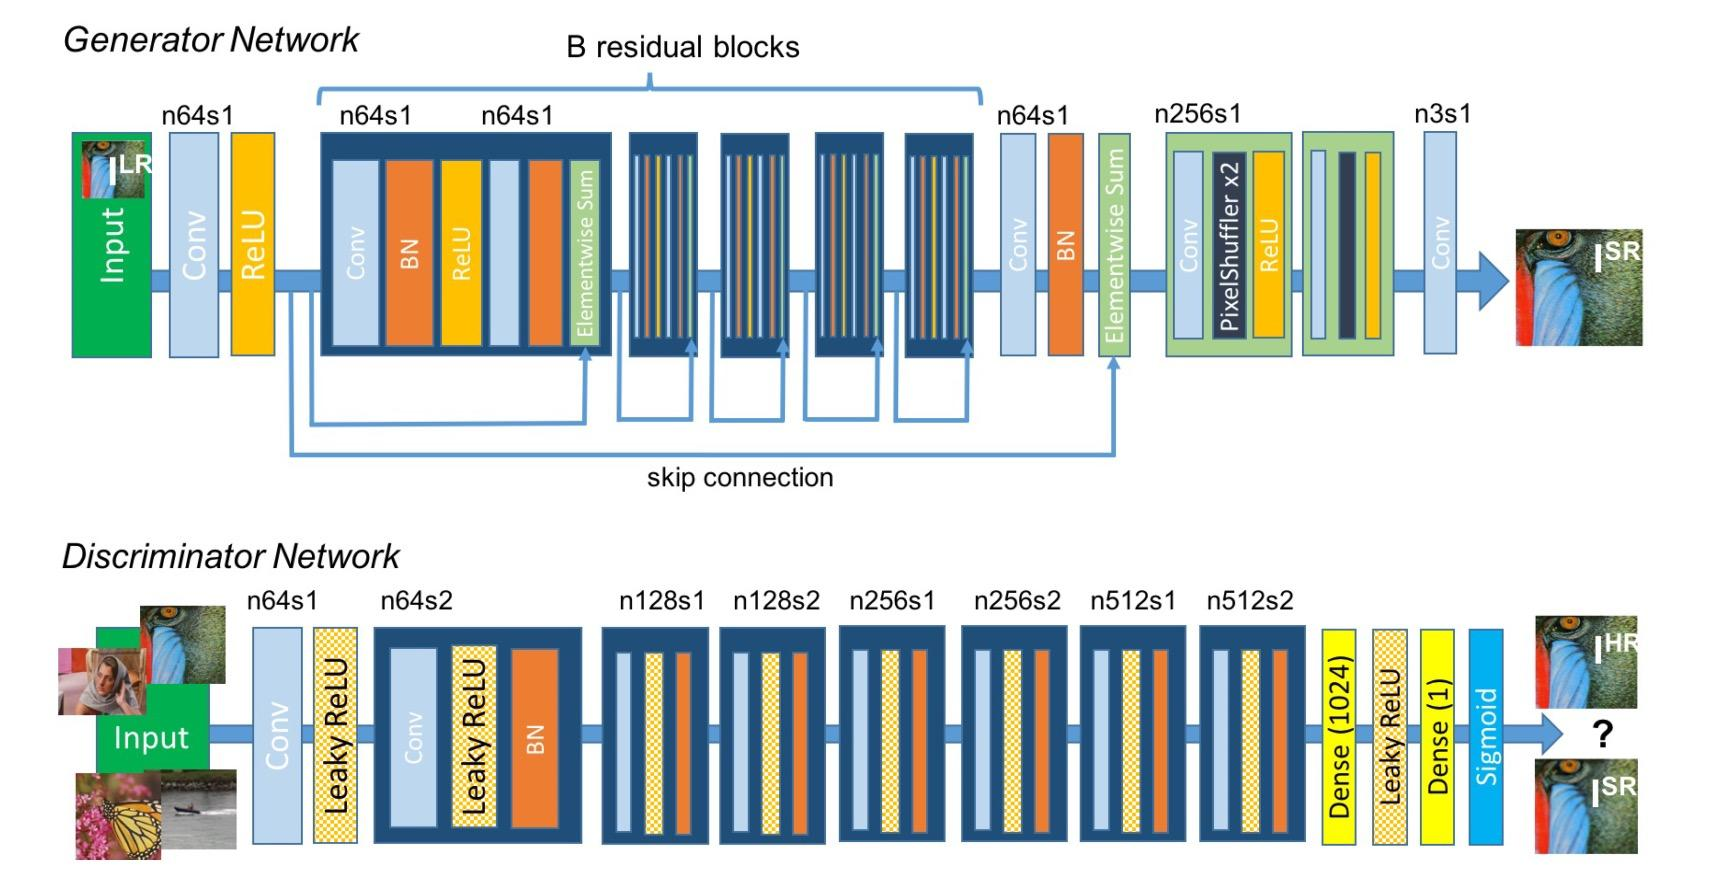 Generator Network
B residual blocks
n64s1
n64s1
n64s1
n64s1
n256s1
n3s1
Input
I LR
Conv
ReLU
Conv
BN
ReLU
Elementwise Sum
Conv
BN
Elementwise Sum
Conv
PixelShuffler x2
ReLU
Conv
I SR
skip connection
Discriminator Network
n64s1
n64s2
n128s1
n128s2
n256s1
n256s2
n512s1
n512s2
Input
Conv
Leaky ReLU
Conv
Leaky ReLU
BN
Dense (1024)
Leaky ReLU
Dense (1)
Sigmoid
I HR
?
I SR